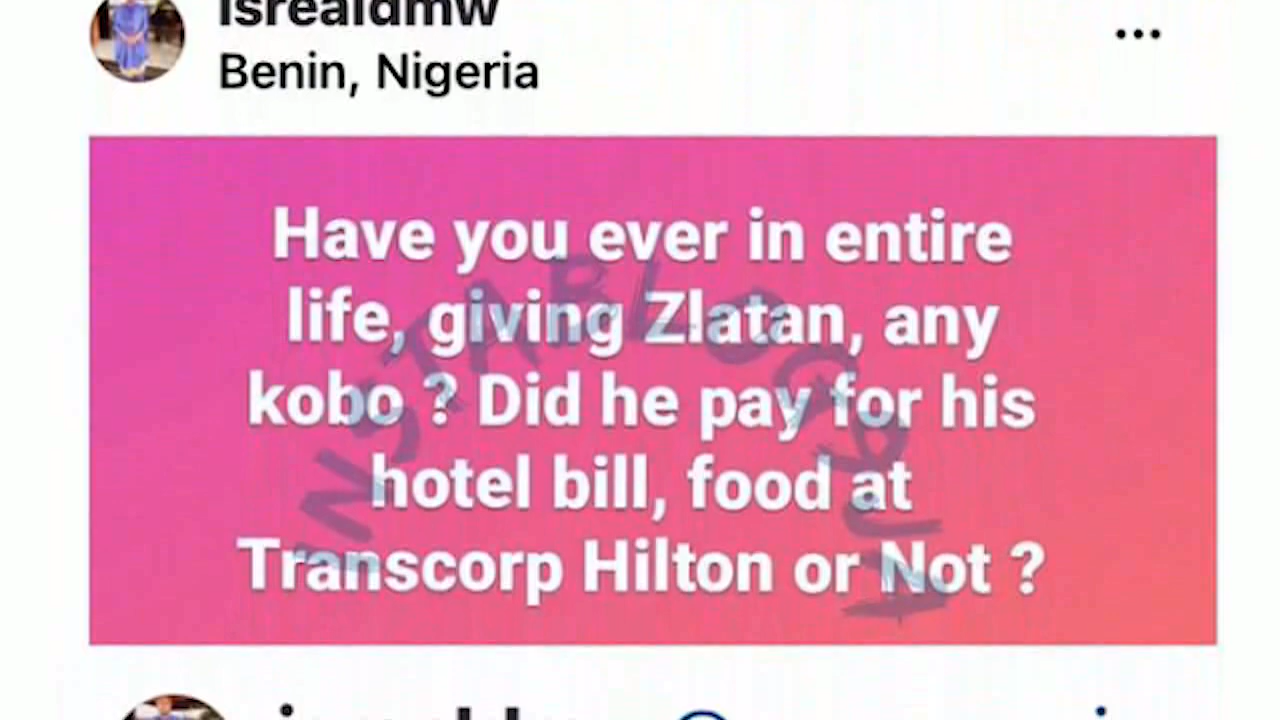 isrealdmw
Benin, Nigeria
Have you ever in entire
life, giving Zlatan, any
kobo ? Did he pay for his
hotel bill, food at
Transcorp Hilton or Not ?
INSTABLOG9JA